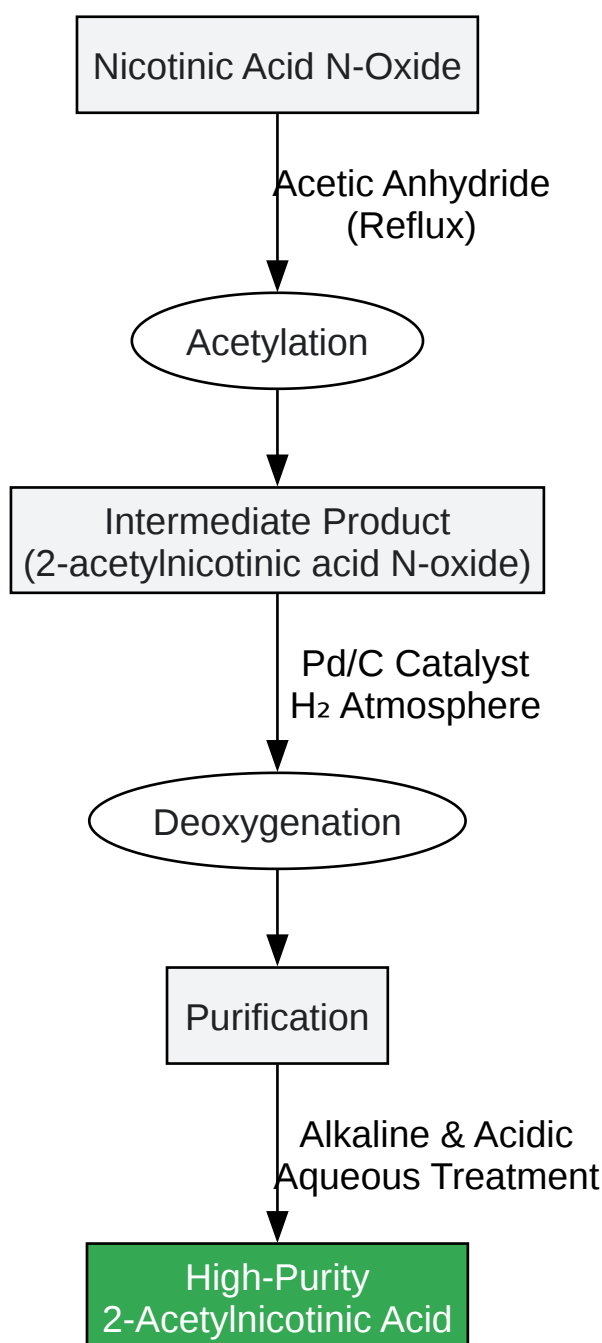 Nicotinic Acid N-Oxide
Acetic Anhydride
(Reflux)
Acetylation
Intermediate Product
(2-acetylnicotinic acid N-oxide)
Pd/C Catalyst
H₂ Atmosphere
Deoxygenation
Purification
Alkaline & Acidic
Aqueous Treatment
High-Purity
2-Acetylnicotinic Acid